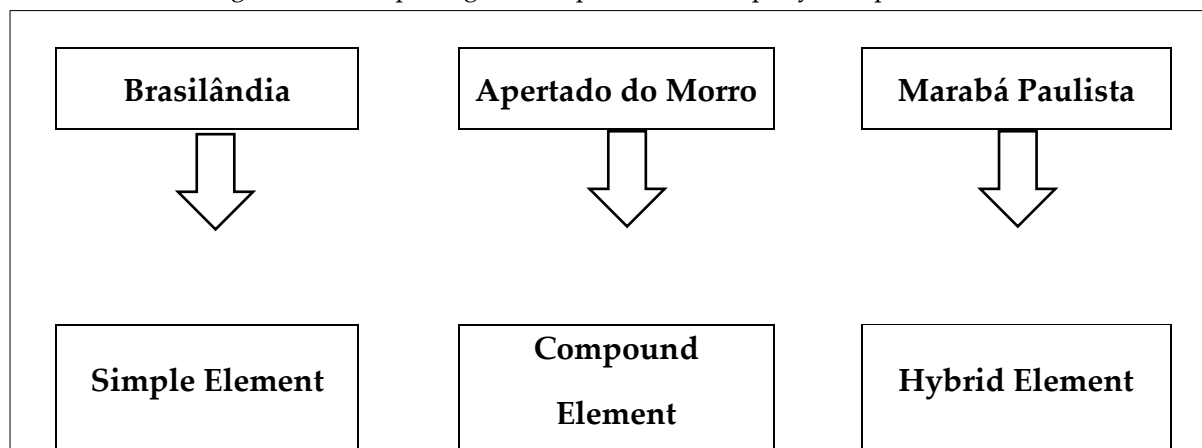 Brasilândia
Apertado do Morro
Marabá Paulista
Simple Element
Compound
Element
Hybrid Element